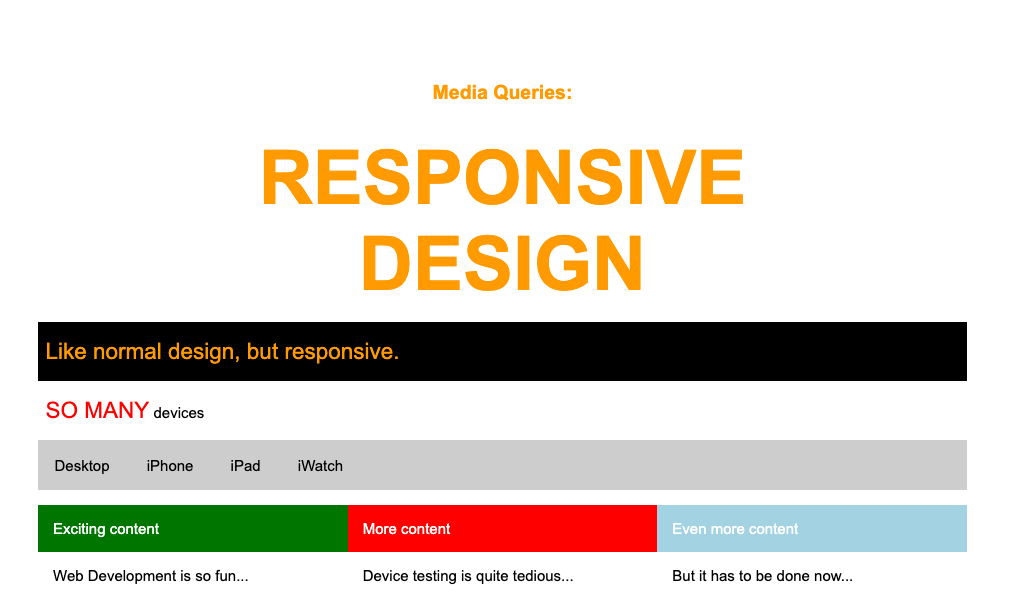 Media Queries:
RESPONSIVE
DESIGN
Like normal design, but responsive.
SO MANY devices
Desktop iPhone iPad iWatch
Exciting content More content Even more content
Web Development is so fun... Device testing is quite tedious... But it has to be done now...